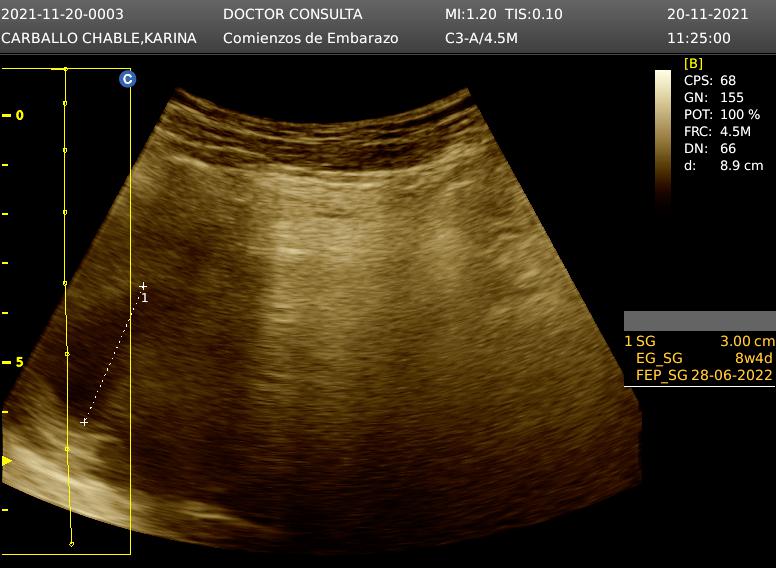 2021-11-20-0003 DOCTOR CONSULTA MI:1.20 TIS:0.10 20-11-2021
CARBALLO CHABLE,KARINA Comienzos de Embarazo C3-A/4.5M 11:25:00
C
[B]
CPS: 68
GN: 155
POT: 100 %
FRC: 4.5M
DN: 66
d: 8.9 cm
0
1
5
1 SG 3.00 cm
EG_SG 8w4d
FEP_SG 28-06-2022